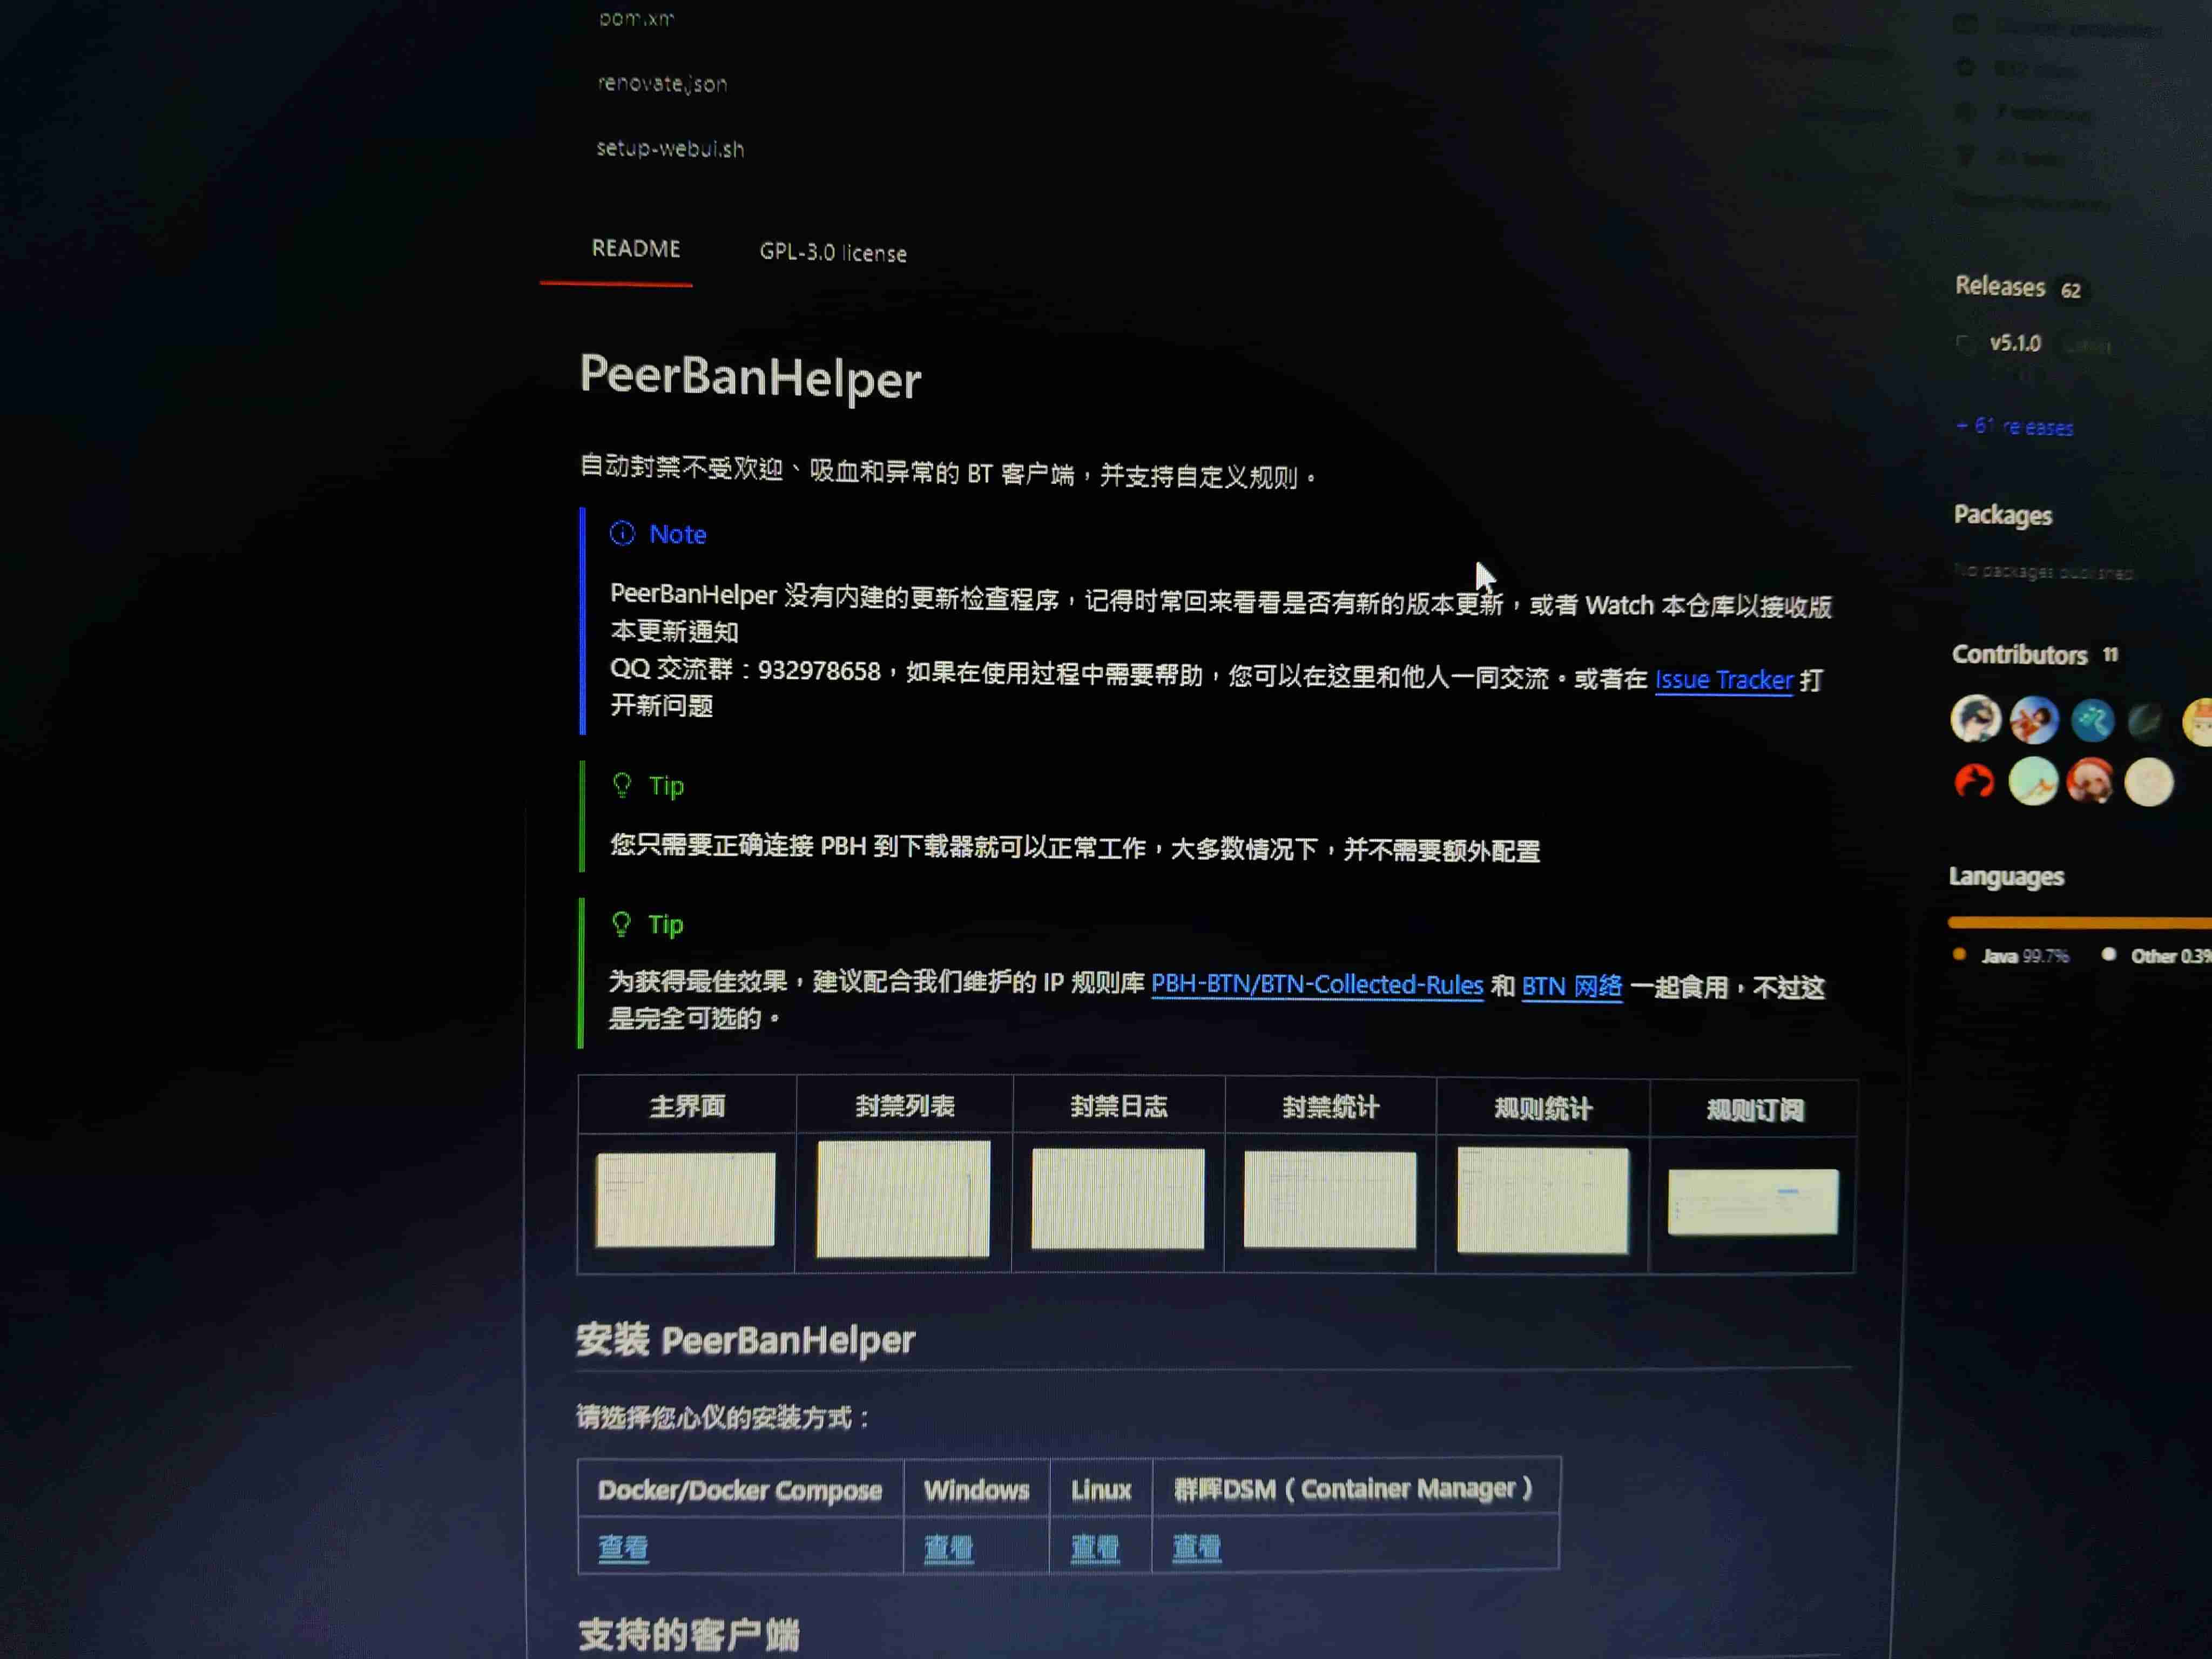 pom.xm
renovate.json
setup-webui.sh
README
GPL-3.0 license
PeerBanHelper
自动封禁不受欢迎、吸血和异常的 BT 客户端，并支持自定义规则。
Note
PeerBanHelper 没有内建的更新检查程序，记得时常回来看看是否有新的版本更新，或者 Watch 本仓库以接收版
本更新通知
QQ 交流群：932978658，如果在使用过程中需要帮助，您可以在这里和他人一同交流。或者在 Issue Tracker 打
开新问题
Tip
您只需要正确连接 PBH 到下载器就可以正常工作，大多数情况下，并不需要额外配置
Tip
为获得最佳效果，建议配合我们维护的 IP 规则库 PBH-BTN/BTN-Collected-Rules 和 BTN 网络 一起食用，不过这
是完全可选的。
主界面 封禁列表 封禁日志 封禁统计 规则统计 规则订阅
安装 PeerBanHelper
请选择您心仪的安装方式：
Docker/Docker Compose Windows Linux 群晖DSM（Container Manager）
查看 查看 查看 查看
支持的客户端
Releases 62
v5.1.0
+ 61 releases
Packages
No packages published
Contributors 11
Languages
Java 99.7% Other 0.3%